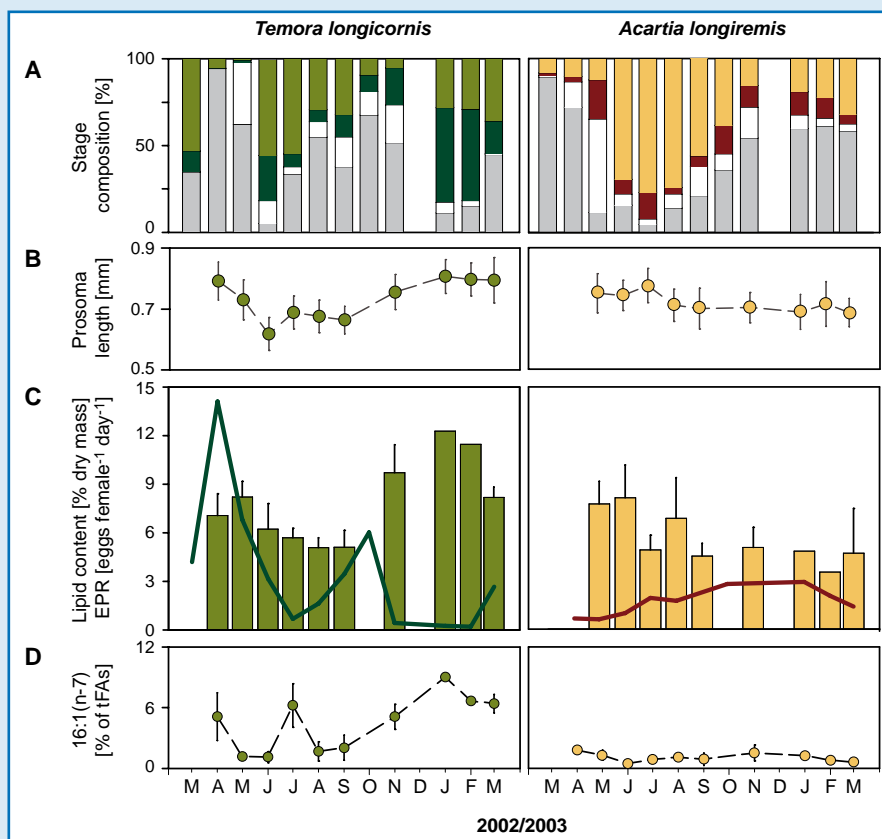 Temora longicornis Acartia longiremis
A
Stage
composition [%]
100
50
0
B
Prosoma
length [mm]
0.9
0.7
0.5
C
Lipid content [% dry mass]
EPR [eggs female-1 day-1]
15
12
9
6
3
0
D
16:1(n-7)
[% of tFAs]
12
6
0
M A M J J A S O N D J F M M A M J J A S O N D J F M
2002/2003